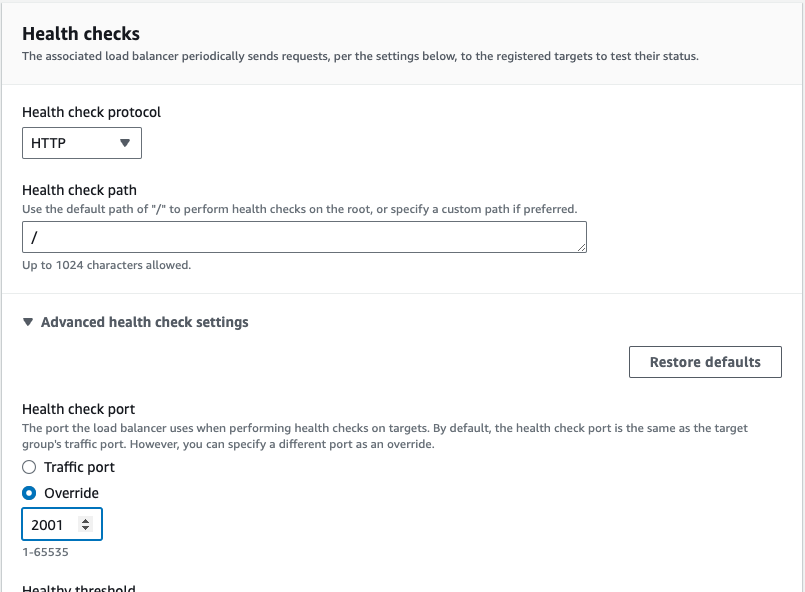 Health checks
The associated load balancer periodically sends requests, per the settings below, to the registered targets to test their status.
Health check protocol
HTTP
Health check path
Use the default path of "/" to perform health checks on the root, or specify a custom path if preferred.
/
Up to 1024 characters allowed.
Advanced health check settings
Restore defaults
Health check port
The port the load balancer uses when performing health checks on targets. By default, the health check port is the same as the target
group's traffic port. However, you can specify a different port as an override.
Traffic port
Override
2001
1-65535
Healthy threshold